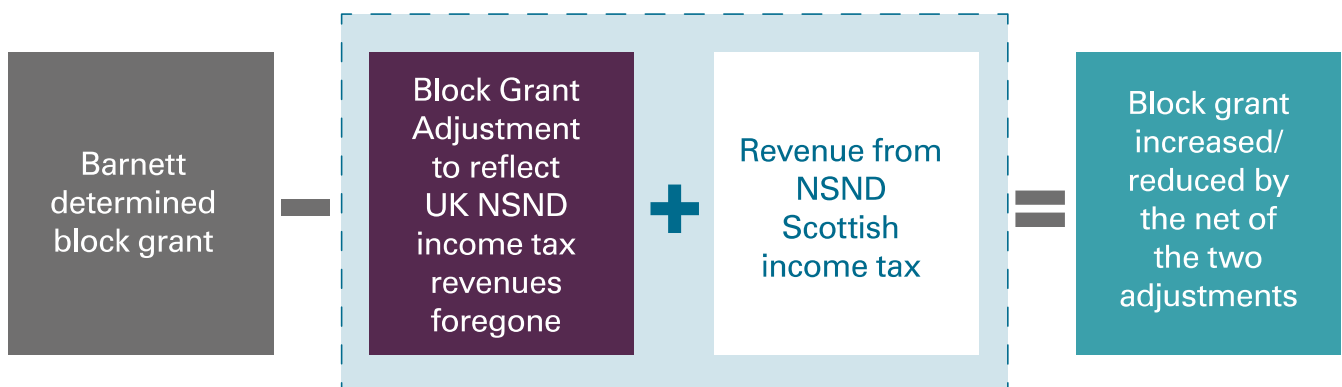 Barnett
determined
block grant
−
Block Grant
Adjustment
to reflect
UK NSND
income tax
revenues
foregone
+
Revenue from
NSND
Scottish
income tax
=
Block grant
increased/
reduced by
the net of
the two
adjustments